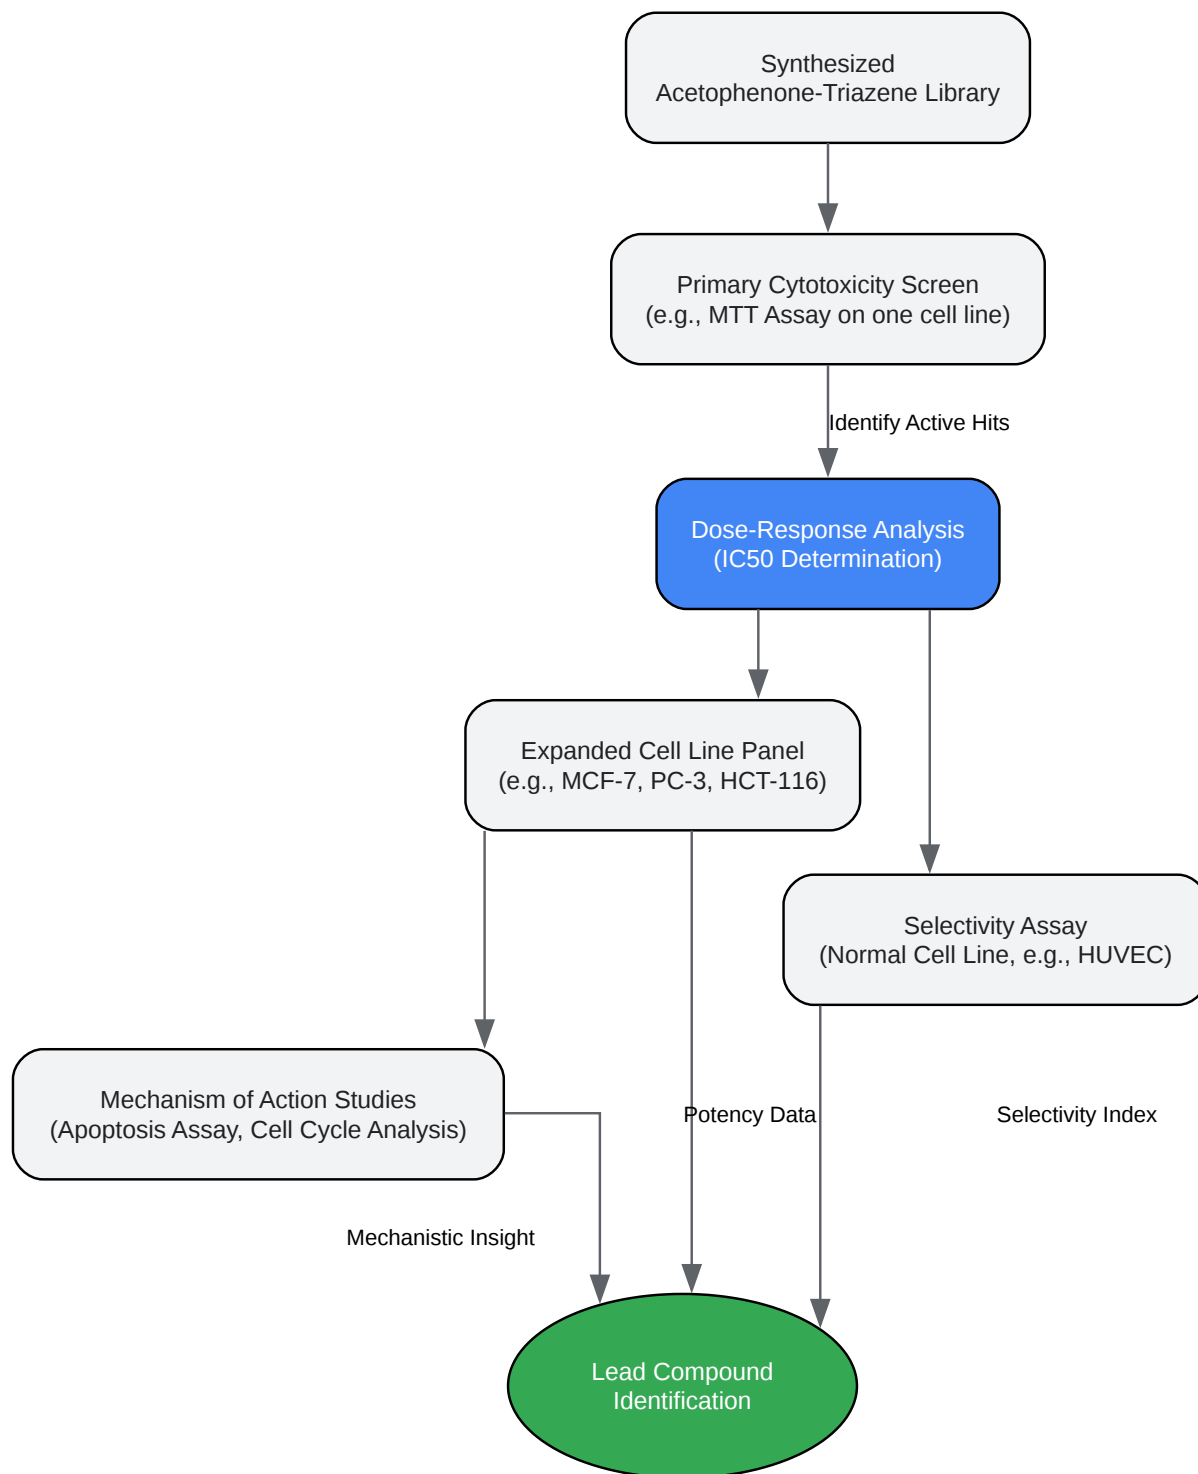 Synthesized
Acetophenone-Triazene Library
Primary Cytotoxicity Screen
(e.g., MTT Assay on one cell line)
Identify Active Hits
Dose-Response Analysis
(IC50 Determination)
Expanded Cell Line Panel
(e.g., MCF-7, PC-3, HCT-116)
Selectivity Assay
(Normal Cell Line, e.g., HUVEC)
Mechanism of Action Studies
(Apoptosis Assay, Cell Cycle Analysis)
Potency Data
Selectivity Index
Mechanistic Insight
Lead Compound
Identification